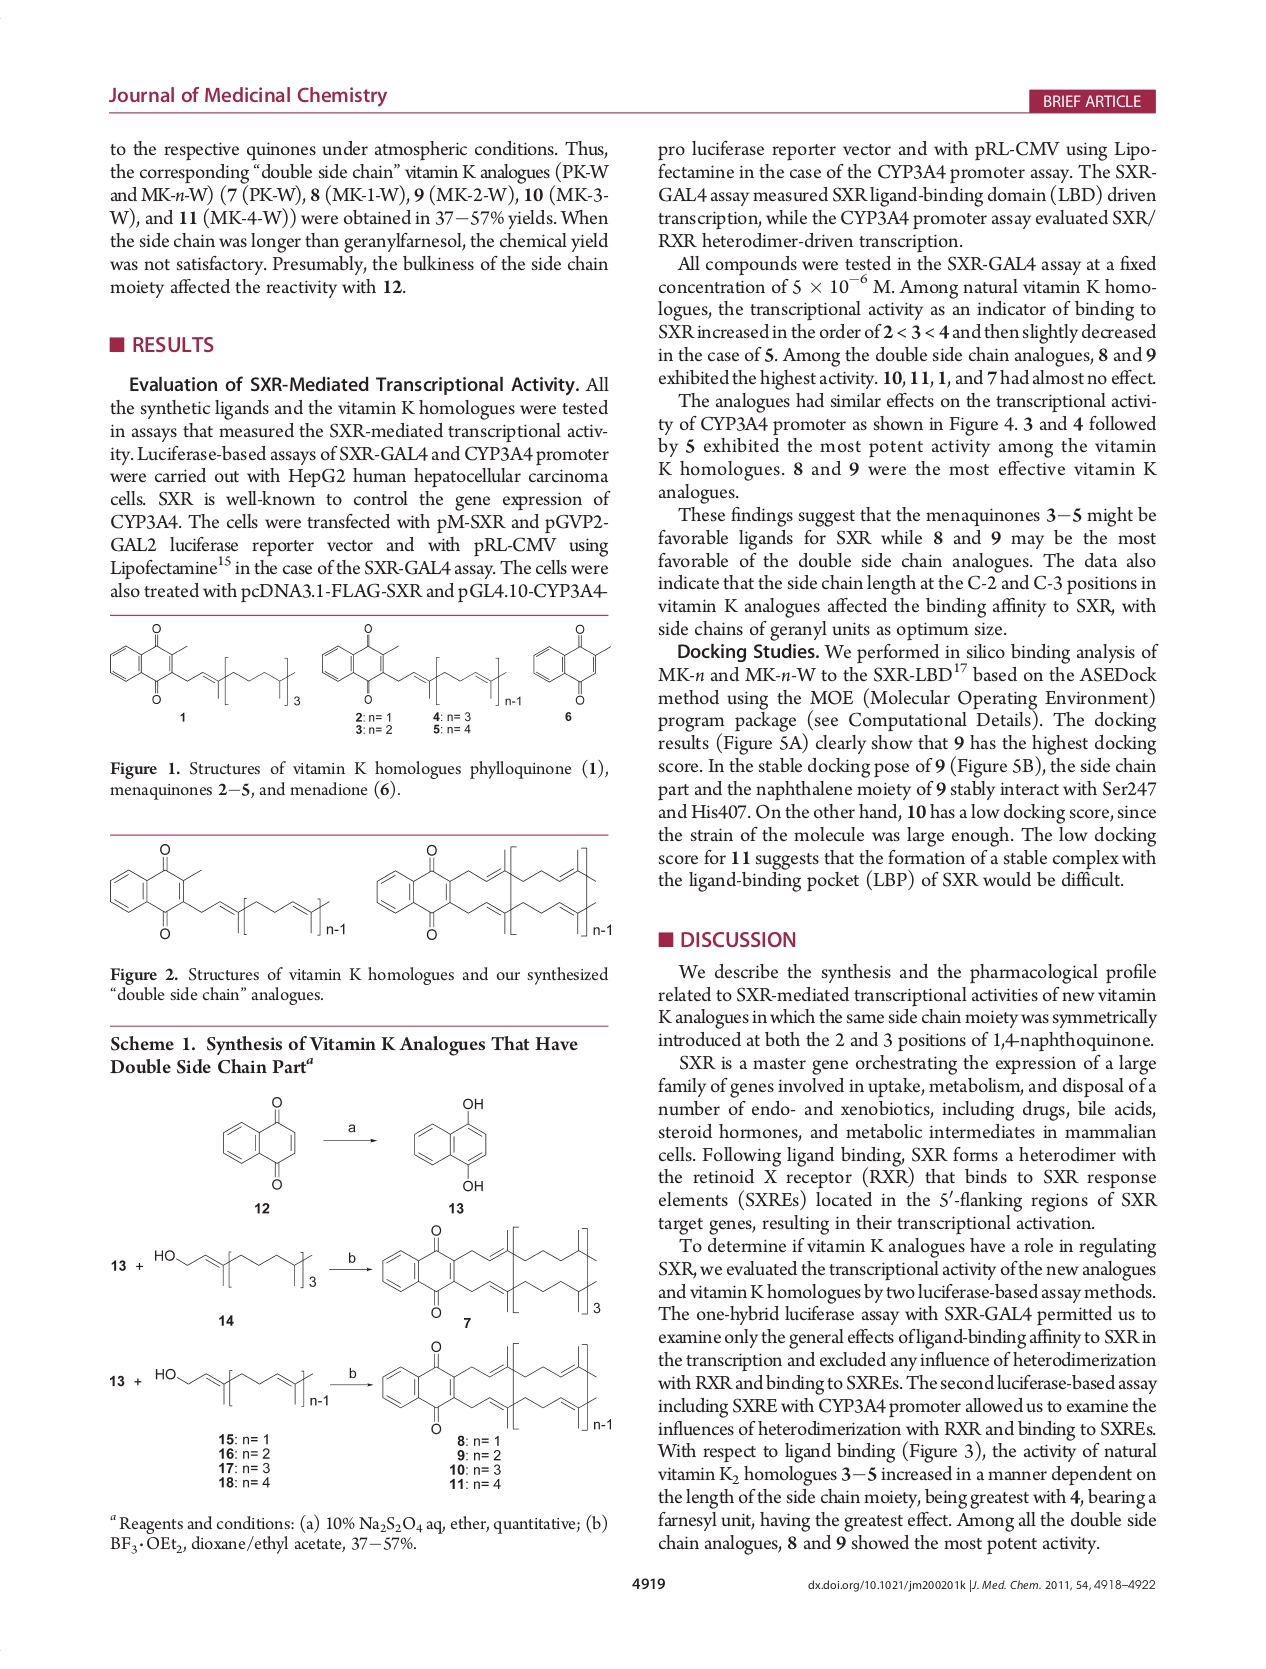 Journal of Medicinal Chemistry
BRIEF ARTICLE
to the respective quinones under atmospheric conditions. Thus,
the corresponding “double side chain” vitamin K analogues (PK-W
and MK-n-W) (7 (PK-W), 8 (MK-1-W), 9 (MK-2-W), 10 (MK-3-
W), and 11 (MK-4-W)) were obtained in 37−57% yields. When
the side chain was longer than geranylfarnesol, the chemical yield
was not satisfactory. Presumably, the bulkiness of the side chain
moiety affected the reactivity with 12.
■ RESULTS
Evaluation of SXR-Mediated Transcriptional Activity. All
the synthetic ligands and the vitamin K homologues were tested
in assays that measured the SXR-mediated transcriptional activ-
ity. Luciferase-based assays of SXR-GAL4 and CYP3A4 promoter
were carried out with HepG2 human hepatocellular carcinoma
cells. SXR is well-known to control the gene expression of
CYP3A4. The cells were transfected with pM-SXR and pGVP2-
GAL2 luciferase reporter vector and with pRL-CMV using
Lipofectamine15 in the case of the SXR-GAL4 assay. The cells were
also treated with pcDNA3.1-FLAG-SXR and pGL4.10-CYP3A4-
O O O
O O O
3 n-1
1 2: n= 1 4: n= 3 6
3: n= 2 5: n= 4
Figure 1. Structures of vitamin K homologues phylloquinone (1),
menaquinones 2−5, and menadione (6).
O O
O O
n-1 n-1
Figure 2. Structures of vitamin K homologues and our synthesized
“double side chain” analogues.
Scheme 1. Synthesis of Vitamin K Analogues That Have
Double Side Chain Parta
O OH
a
O OH
12 13
O
13 + HO b
3
O 3
14 7
O
13 + HO b
n-1
O n-1
15: n= 1 8: n= 1
16: n= 2 9: n= 2
17: n= 3 10: n= 3
18: n= 4 11: n= 4
a Reagents and conditions: (a) 10% Na2S2O4 aq, ether, quantitative; (b)
BF3·OEt2, dioxane/ethyl acetate, 37−57%.
pro luciferase reporter vector and with pRL-CMV using Lipo-
fectamine in the case of the CYP3A4 promoter assay. The SXR-
GAL4 assay measured SXR ligand-binding domain (LBD) driven
transcription, while the CYP3A4 promoter assay evaluated SXR/
RXR heterodimer-driven transcription.
All compounds were tested in the SXR-GAL4 assay at a fixed
concentration of 5 × 10−6 M. Among natural vitamin K homo-
logues, the transcriptional activity as an indicator of binding to
SXR increased in the order of 2 < 3 < 4 and then slightly decreased
in the case of 5. Among the double side chain analogues, 8 and 9
exhibited the highest activity. 10, 11, 1, and 7 had almost no effect.
The analogues had similar effects on the transcriptional activi-
ty of CYP3A4 promoter as shown in Figure 4. 3 and 4 followed
by 5 exhibited the most potent activity among the vitamin
K homologues. 8 and 9 were the most effective vitamin K
analogues.
These findings suggest that the menaquinones 3−5 might be
favorable ligands for SXR while 8 and 9 may be the most
favorable of the double side chain analogues. The data also
indicate that the side chain length at the C-2 and C-3 positions in
vitamin K analogues affected the binding affinity to SXR, with
side chains of geranyl units as optimum size.
Docking Studies. We performed in silico binding analysis of
MK-n and MK-n-W to the SXR-LBD17 based on the ASEDock
method using the MOE (Molecular Operating Environment)
program package (see Computational Details). The docking
results (Figure 5A) clearly show that 9 has the highest docking
score. In the stable docking pose of 9 (Figure 5B), the side chain
part and the naphthalene moiety of 9 stably interact with Ser247
and His407. On the other hand, 10 has a low docking score, since
the strain of the molecule was large enough. The low docking
score for 11 suggests that the formation of a stable complex with
the ligand-binding pocket (LBP) of SXR would be difficult.
■ DISCUSSION
We describe the synthesis and the pharmacological profile
related to SXR-mediated transcriptional activities of new vitamin
K analogues in which the same side chain moiety was symmetrically
introduced at both the 2 and 3 positions of 1,4-naphthoquinone.
SXR is a master gene orchestrating the expression of a large
family of genes involved in uptake, metabolism, and disposal of a
number of endo- and xenobiotics, including drugs, bile acids,
steroid hormones, and metabolic intermediates in mammalian
cells. Following ligand binding, SXR forms a heterodimer with
the retinoid X receptor (RXR) that binds to SXR response
elements (SXREs) located in the 5′-flanking regions of SXR
target genes, resulting in their transcriptional activation.
To determine if vitamin K analogues have a role in regulating
SXR, we evaluated the transcriptional activity of the new analogues
and vitamin K homologues by two luciferase-based assay methods.
The one-hybrid luciferase assay with SXR-GAL4 permitted us to
examine only the general effects of ligand-binding affinity to SXR in
the transcription and excluded any influence of heterodimerization
with RXR and binding to SXREs. The second luciferase-based assay
including SXRE with CYP3A4 promoter allowed us to examine the
influences of heterodimerization with RXR and binding to SXREs.
With respect to ligand binding (Figure 3), the activity of natural
vitamin K2 homologues 3−5 increased in a manner dependent on
the length of the side chain moiety, being greatest with 4, bearing a
farnesyl unit, having the greatest effect. Among all the double side
chain analogues, 8 and 9 showed the most potent activity.
4919
dx.doi.org/10.1021/jm200201k |J. Med. Chem. 2011, 54, 4918–4922